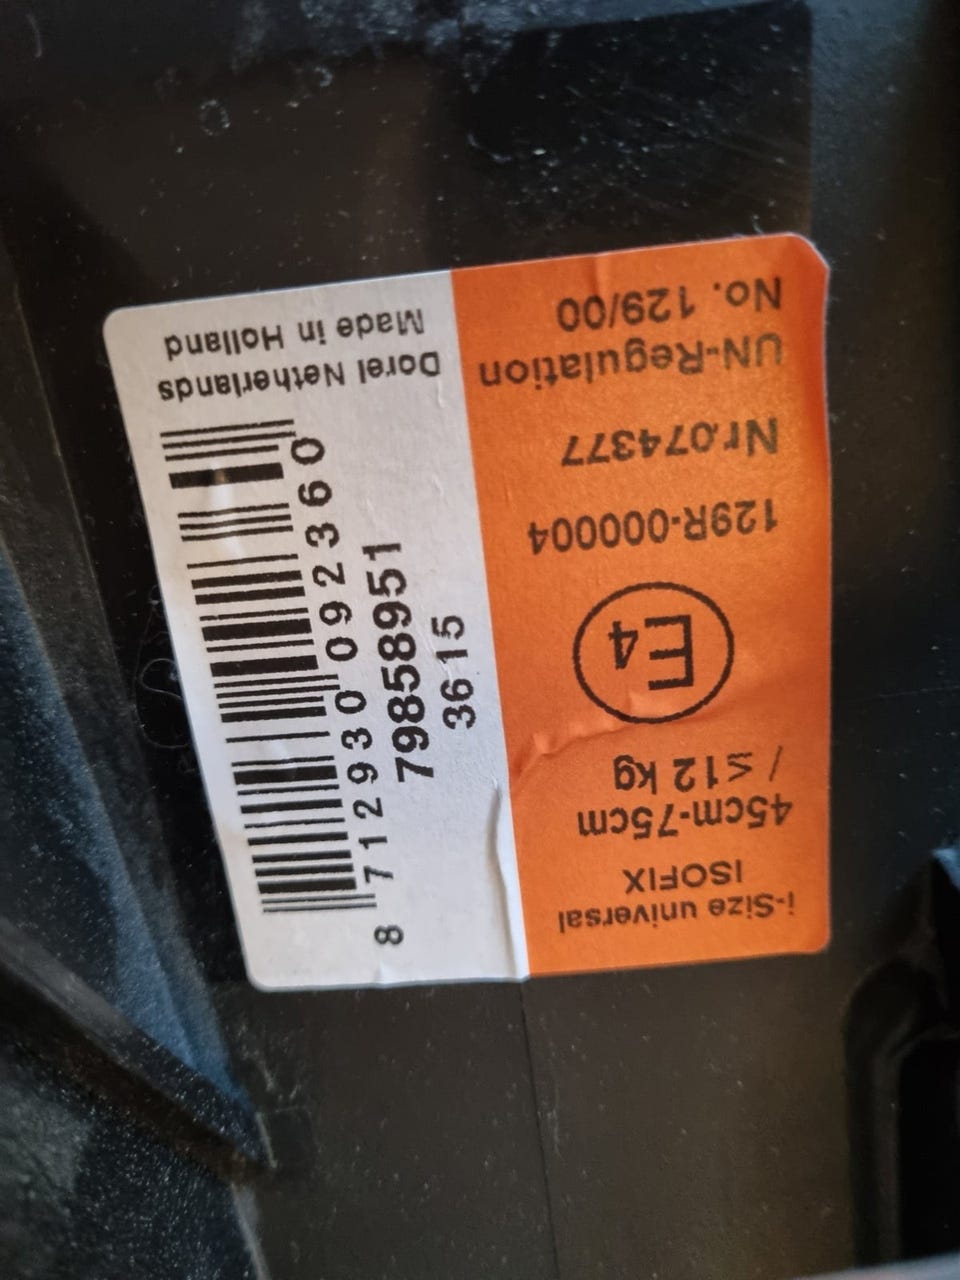 i-Size universal
ISOFIX
45cm-75cm
/ ≤12 kg
E4
129R-000004
Nr.074377
UN-Regulation
No. 129/00
8 712930 092360
79858951
36 15
Dorel Netherlands
Made in Holland